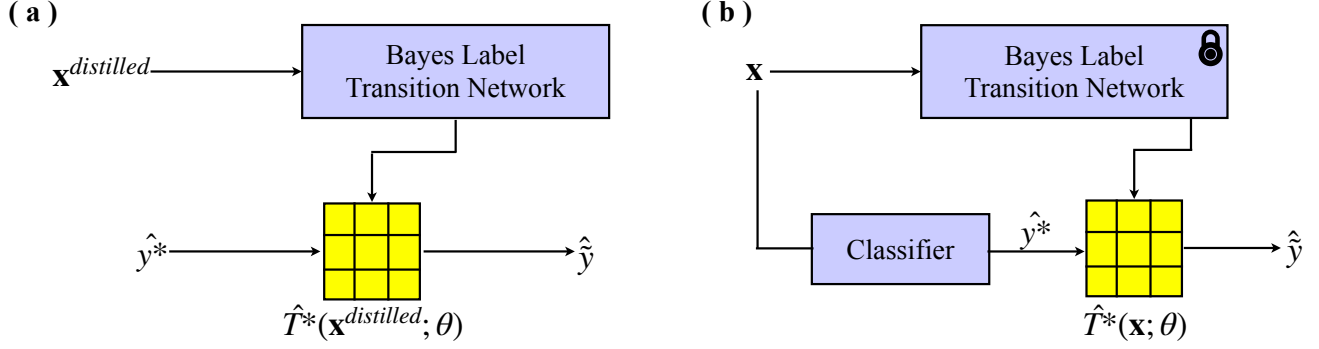 ( a )
Bayes Label
Transition Network
𝐱^{distilled}
ŷ*
ỹ̂
T̂*(𝐱^{distilled}; θ)
( b )
Bayes Label
Transition Network
𝐱
Classifier
ŷ*
ỹ̂
T̂*(𝐱; θ)